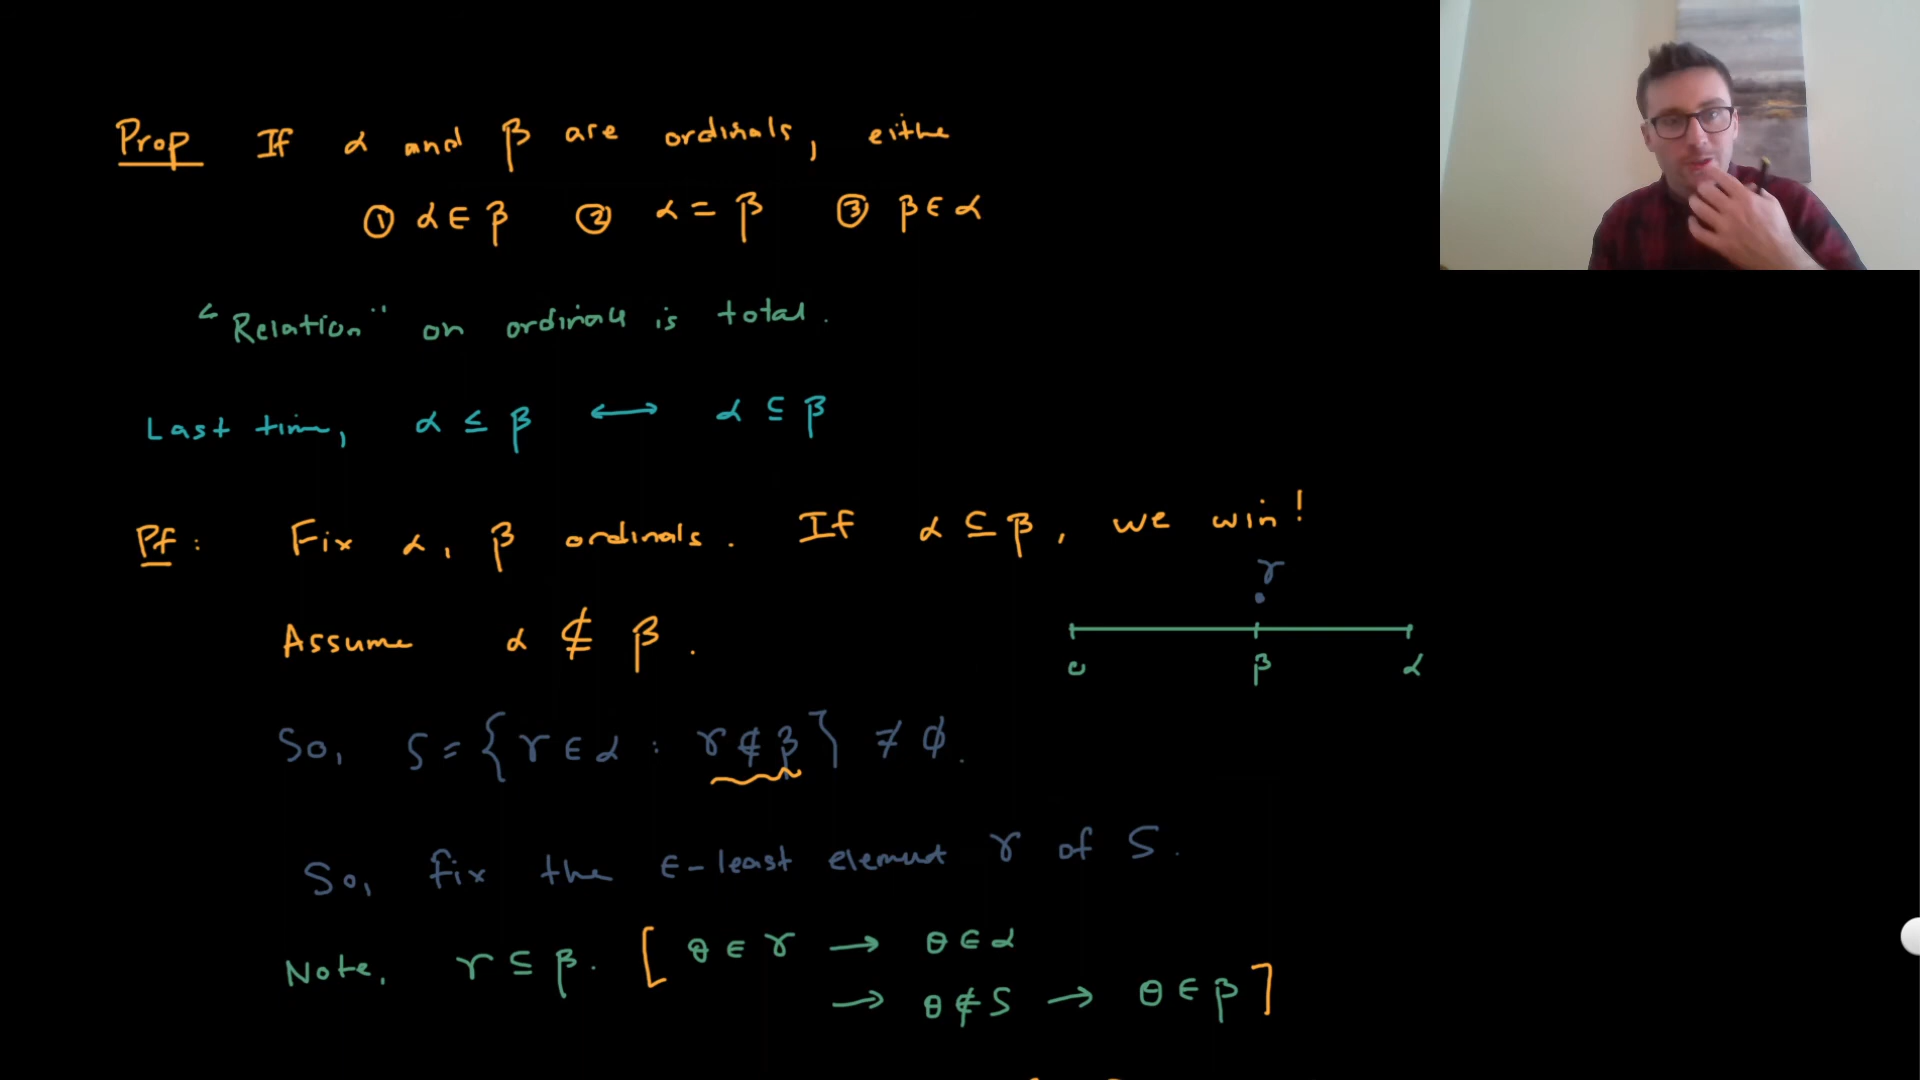 Prop If α and β are ordinals, eithe
① α ∈ β ② α = β ③ β ∈ α
"Relation" on ordinals is total.
Last time, α ≤ β ⟷ α ⊆ β
Pf: Fix α, β ordinals. If α ⊆ β, we win!
γ
Assume α ⊈ β.
0 β α
So, S = {γ ∈ α : γ ∉ β} ≠ ∅.
So, fix the ∈-least element γ of S.
Note, γ ⊆ β. [θ ∈ γ → θ ∈ α
→ θ ∉ S → θ ∈ β]